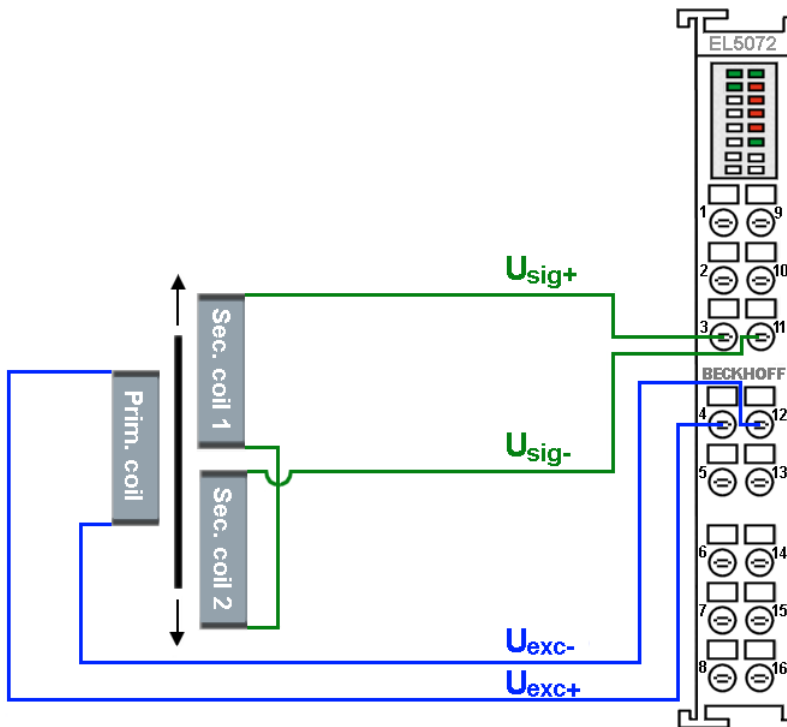 EL5072
1 9
2 10
Usig+
3 11
BECKHOFF
Sec. coil 1
Prim. coil
4 12
Usig-
5 13
Sec. coil 2
6 14
7 15
Uexc-
Uexc+
8 16